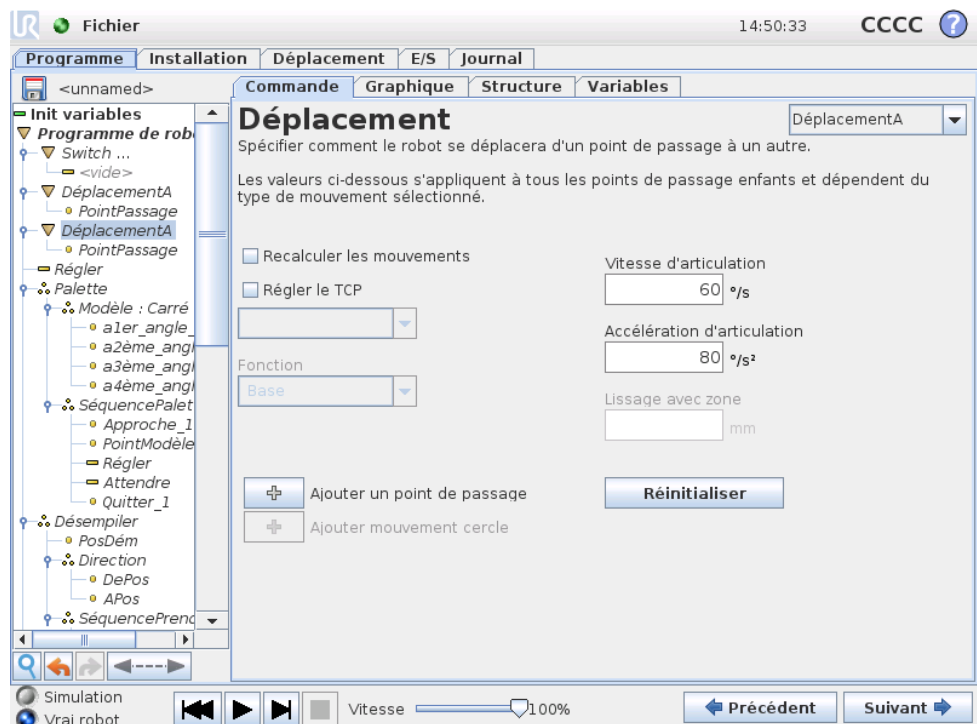 UR Fichier 14:50:33 CCCC ?
Programme Installation Déplacement E/S Journal
<unnamed>
Commande Graphique Structure Variables
Init variables
Programme de rob
Switch ...
<vide>
DéplacementA
PointPassage
DéplacementA
PointPassage
Régler
Palette
Modèle : Carré
a1er_angle_
a2ème_angl
a3ème_angl
a4ème_angl
SéquencePalet
Approche_1
PointModèle
Régler
Attendre
Quitter_1
Désempiler
PosDém
Direction
DePos
APos
SéquencePrend
Déplacement
DéplacementA
Spécifier comment le robot se déplacera d'un point de passage à un autre.
Les valeurs ci-dessous s'appliquent à tous les points de passage enfants et dépendent du
type de mouvement sélectionné.
Recalculer les mouvements
Régler le TCP
Fonction
Base
Vitesse d'articulation
60 °/s
Accélération d'articulation
80 °/s²
Lissage avec zone
mm
Ajouter un point de passage
Réinitialiser
Ajouter mouvement cercle
Simulation
Vrai robot
Vitesse 100%
Précédent
Suivant